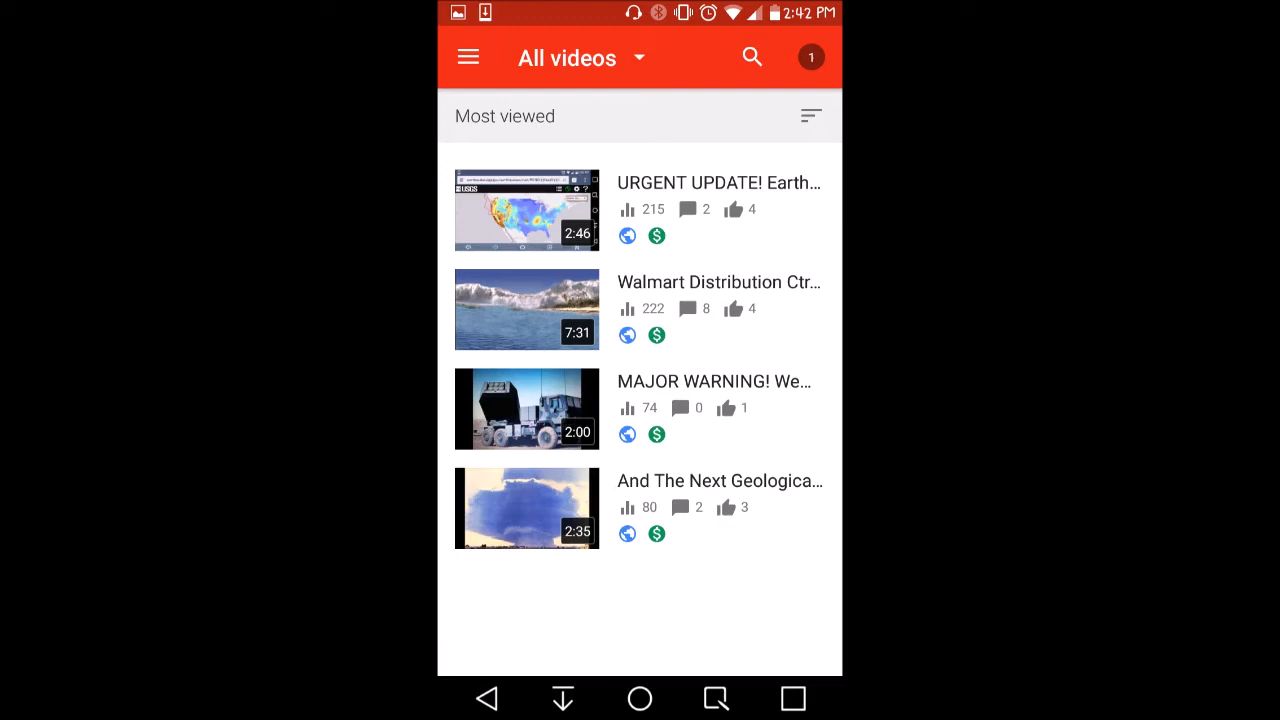 2:42 PM
All videos
1
Most viewed
USGS
2:46
URGENT UPDATE! Earth...
215 2 4
7:31
Walmart Distribution Ctr...
222 8 4
2:00
MAJOR WARNING! We...
74 0 1
2:35
And The Next Geologica...
80 2 3